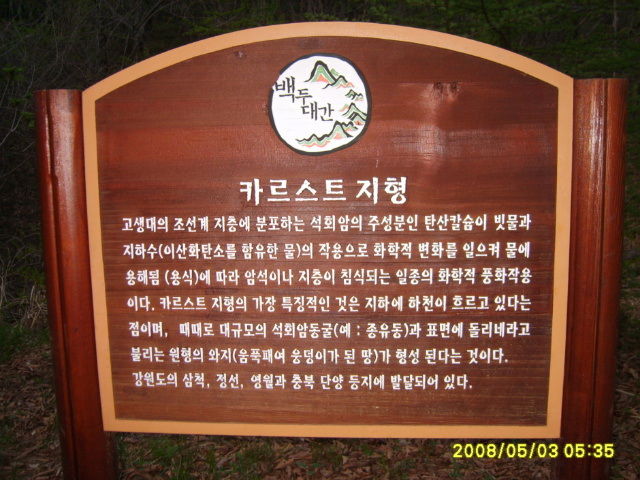 백두
대간
카르스트 지형
고생대의 조선계 지층에 분포하는 석회암의 주성분인 탄산칼슘이 빗물과
지하수(이산화탄소를 함유한 물)의 작용으로 화학적 변화를 일으켜 물에
용해됨 (용식)에 따라 암석이나 지층이 침식되는 일종의 화학적 풍화작용
이다. 카르스트 지형의 가장 특징적인 것은 지하에 하천이 흐르고 있다는
점이며, 때때로 대규모의 석회암동굴(예 : 종유동)과 표면에 돌리네라고
불리는 원형의 와지(움푹패여 웅덩이가 된 땅)가 형성 된다는 것이다.
강원도의 삼척, 정선, 영월과 충북 단양 등지에 발달되어 있다.
2008/05/03 05:35